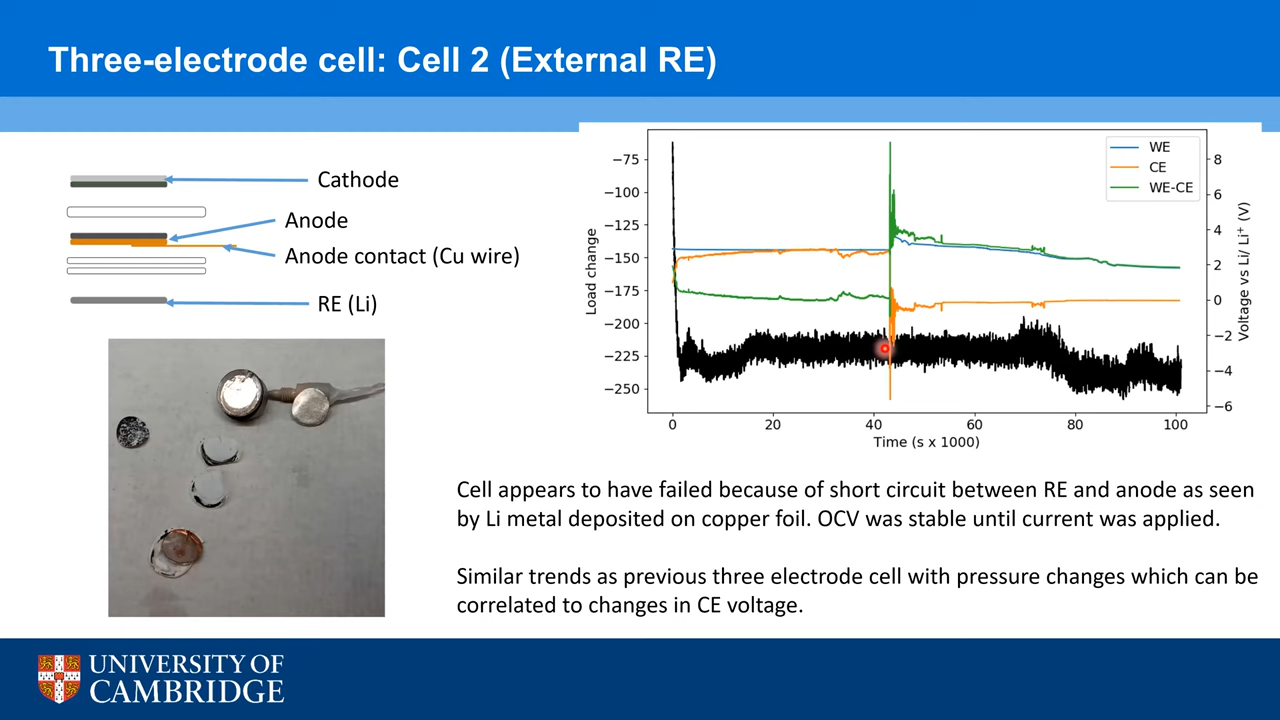 Three-electrode cell: Cell 2 (External RE)
Cathode
Anode
Anode contact (Cu wire)
RE (Li)
WE
CE
WE-CE
−75
−100
−125
−150
−175
−200
−225
−250
Load change
8
6
4
2
0
−2
−4
−6
Voltage vs Li/ Li⁺ (V)
0 20 40 60 80 100
Time (s x 1000)
Cell appears to have failed because of short circuit between RE and anode as seen
by Li metal deposited on copper foil. OCV was stable until current was applied.
Similar trends as previous three electrode cell with pressure changes which can be
correlated to changes in CE voltage.
UNIVERSITY OF
CAMBRIDGE